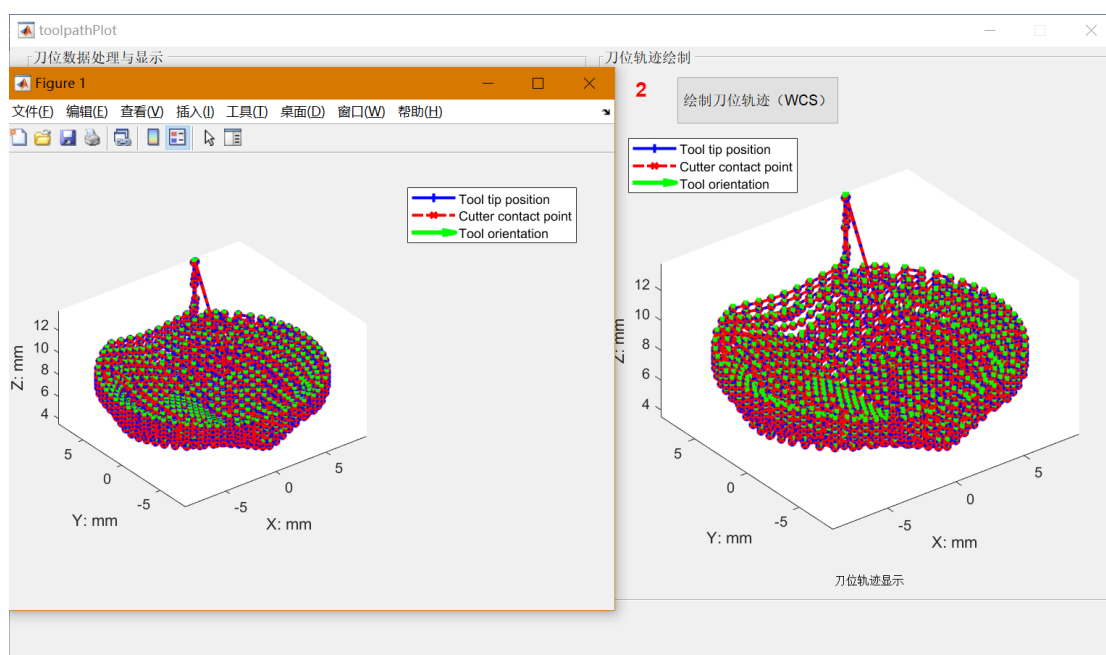 toolpathPlot
刀位数据处理与显示
刀位轨迹绘制
Figure 1
文件(F) 编辑(E) 查看(V) 插入(I) 工具(T) 桌面(D) 窗口(W) 帮助(H)
2
绘制刀位轨迹（WCS）
Tool tip position
Cutter contact point
Tool orientation
12
10
8
6
4
Z: mm
5
0
-5
Y: mm
-5
0
5
X: mm
Tool tip position
Cutter contact point
Tool orientation
12
10
8
6
4
Z: mm
5
0
-5
Y: mm
-5
0
5
X: mm
刀位轨迹显示